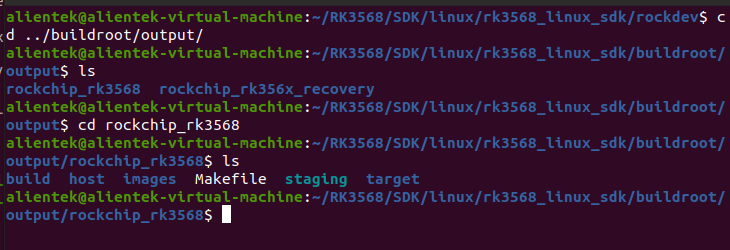 alientek@alientek-virtual-machine:~/RK3568/SDK/linux/rk3568_linux_sdk/rockdev$ c
d ../buildroot/output/
alientek@alientek-virtual-machine:~/RK3568/SDK/linux/rk3568_linux_sdk/buildroot/
output$ ls
rockchip_rk3568  rockchip_rk356x_recovery
alientek@alientek-virtual-machine:~/RK3568/SDK/linux/rk3568_linux_sdk/buildroot/
output$ cd rockchip_rk3568
alientek@alientek-virtual-machine:~/RK3568/SDK/linux/rk3568_linux_sdk/buildroot/
output/rockchip_rk3568$ ls
build  host  images  Makefile  staging  target
alientek@alientek-virtual-machine:~/RK3568/SDK/linux/rk3568_linux_sdk/buildroot/
output/rockchip_rk3568$